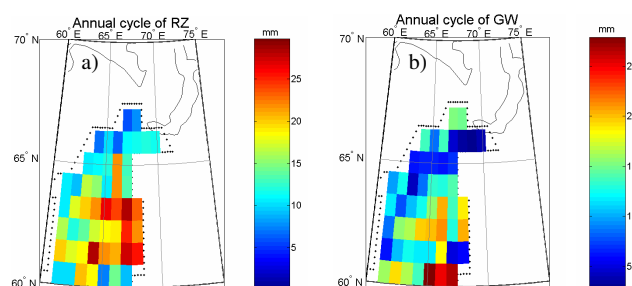 Annual cycle of RZ
60° E 65° E 70° E 75° E
mm
70° N
a)
65° N
60° N
25
20
15
10
5
Annual cycle of GW
60° E 65° E 70° E 75° E
mm
70° N
b)
65° N
60° N
2
2
1
1
5